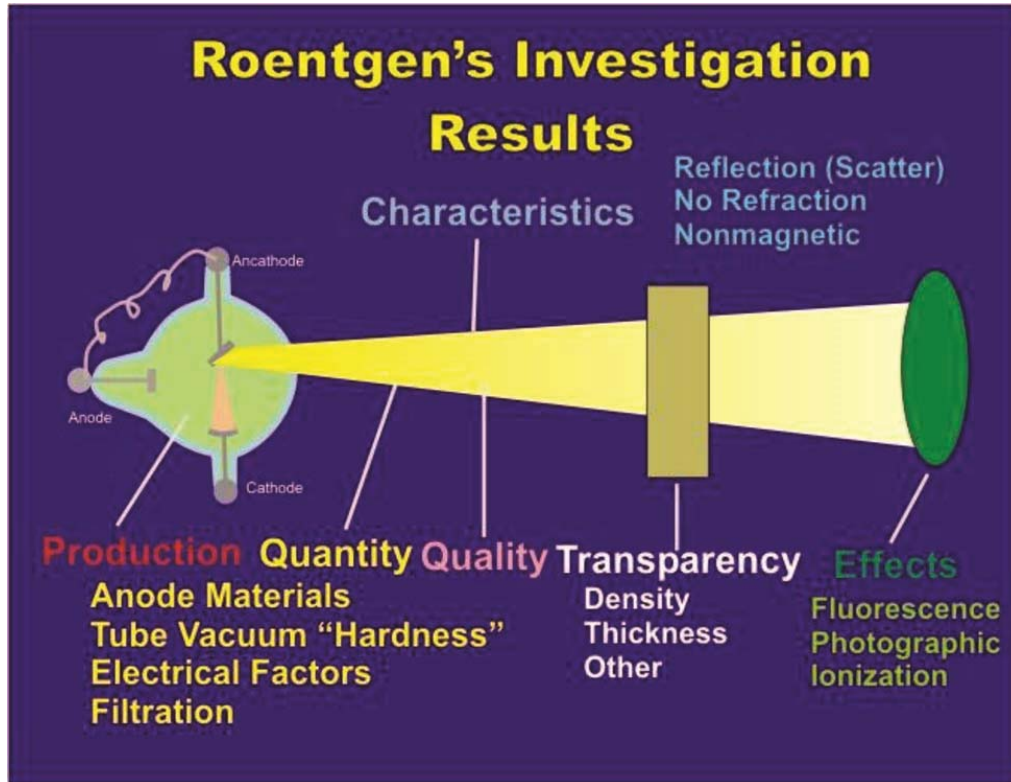 Roentgen's Investigation
Results
Reflection (Scatter)
No Refraction
Nonmagnetic
Characteristics
Ancathode
Anode
Cathode
Production
Quantity
Quality
Transparency
Effects
Anode Materials
Tube Vacuum “Hardness”
Electrical Factors
Filtration
Density
Thickness
Other
Fluorescence
Photographic
Ionization